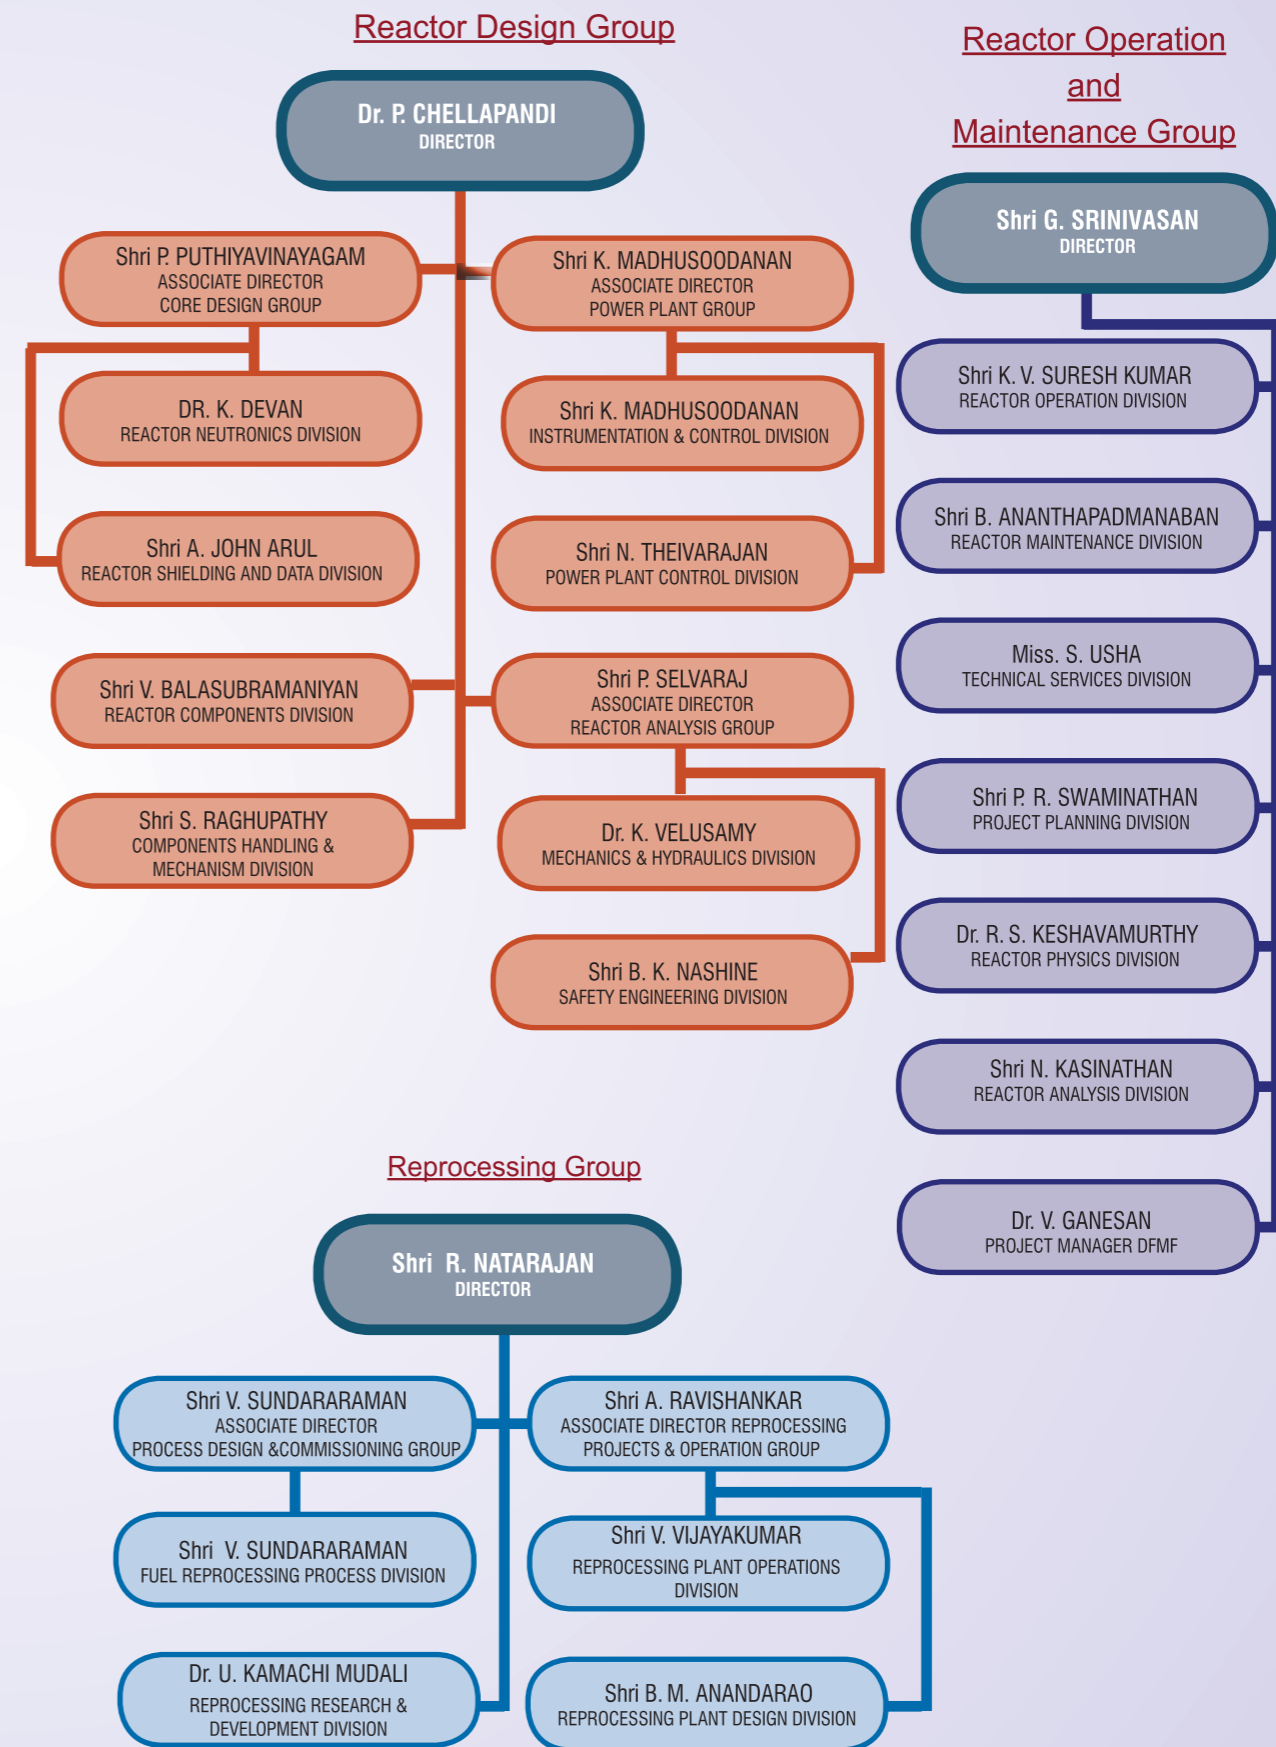 Reactor Design Group
Dr. P. CHELLAPANDI
DIRECTOR
Shri P. PUTHIYAVINAYAGAM
ASSOCIATE DIRECTOR
CORE DESIGN GROUP
DR. K. DEVAN
REACTOR NEUTRONICS DIVISION
Shri A. JOHN ARUL
REACTOR SHIELDING AND DATA DIVISION
Shri V. BALASUBRAMANIYAN
REACTOR COMPONENTS DIVISION
Shri S. RAGHUPATHY
COMPONENTS HANDLING &
MECHANISM DIVISION
Shri K. MADHUSOODANAN
ASSOCIATE DIRECTOR
POWER PLANT GROUP
Shri K. MADHUSOODANAN
INSTRUMENTATION & CONTROL DIVISION
Shri N. THEIVARAJAN
POWER PLANT CONTROL DIVISION
Shri P. SELVARAJ
ASSOCIATE DIRECTOR
REACTOR ANALYSIS GROUP
Dr. K. VELUSAMY
MECHANICS & HYDRAULICS DIVISION
Shri B. K. NASHINE
SAFETY ENGINEERING DIVISION
Reactor Operation
and
Maintenance Group
Shri G. SRINIVASAN
DIRECTOR
Shri K. V. SURESH KUMAR
REACTOR OPERATION DIVISION
Shri B. ANANTHAPADMANABAN
REACTOR MAINTENANCE DIVISION
Miss. S. USHA
TECHNICAL SERVICES DIVISION
Shri P. R. SWAMINATHAN
PROJECT PLANNING DIVISION
Dr. R. S. KESHAVAMURTHY
REACTOR PHYSICS DIVISION
Shri N. KASINATHAN
REACTOR ANALYSIS DIVISION
Dr. V. GANESAN
PROJECT MANAGER DFMF
Reprocessing Group
Shri R. NATARAJAN
DIRECTOR
Shri V. SUNDARARAMAN
ASSOCIATE DIRECTOR
PROCESS DESIGN &COMMISSIONING GROUP
Shri V. SUNDARARAMAN
FUEL REPROCESSING PROCESS DIVISION
Dr. U. KAMACHI MUDALI
REPROCESSING RESEARCH &
DEVELOPMENT DIVISION
Shri A. RAVISHANKAR
ASSOCIATE DIRECTOR REPROCESSING
PROJECTS & OPERATION GROUP
Shri V. VIJAYAKUMAR
REPROCESSING PLANT OPERATIONS
DIVISION
Shri B. M. ANANDARAO
REPROCESSING PLANT DESIGN DIVISION